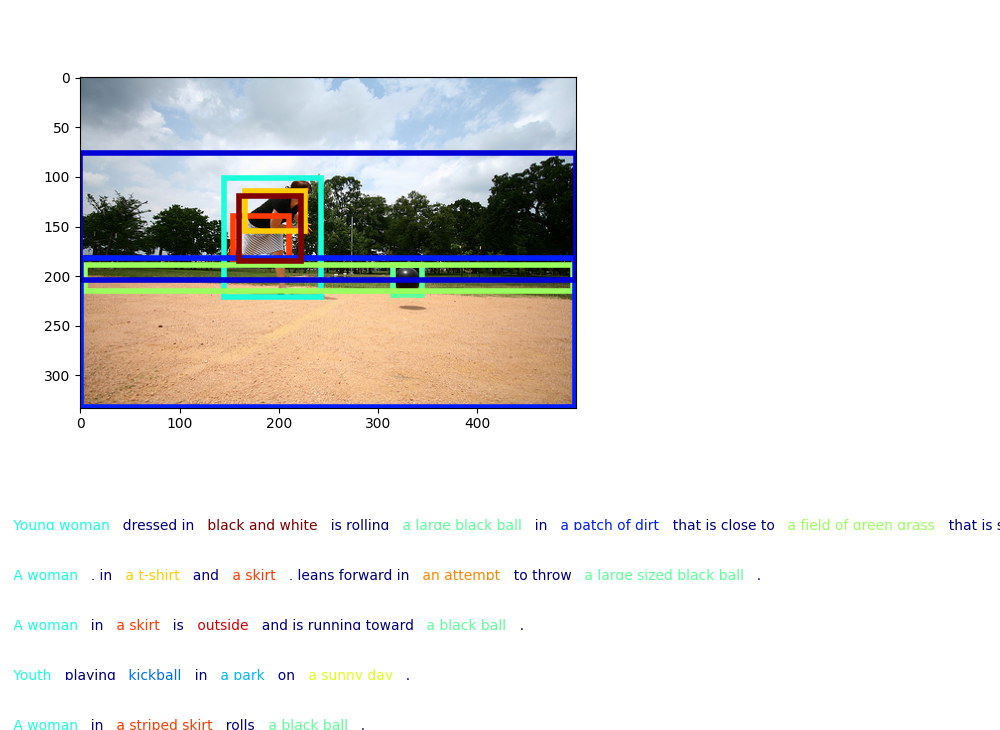 0
50
100
150
200
250
300
0 100 200 300 400
Young woman dressed in black and white is rolling a large black ball in a patch of dirt that is close to a field of green grass that is s
A woman , in a t-shirt and a skirt , leans forward in an attempt to throw a large sized black ball .
A woman in a skirt is outside and is running toward a black ball .
Youth playing kickball in a park on a sunny day .
A woman in a striped skirt rolls a black ball .